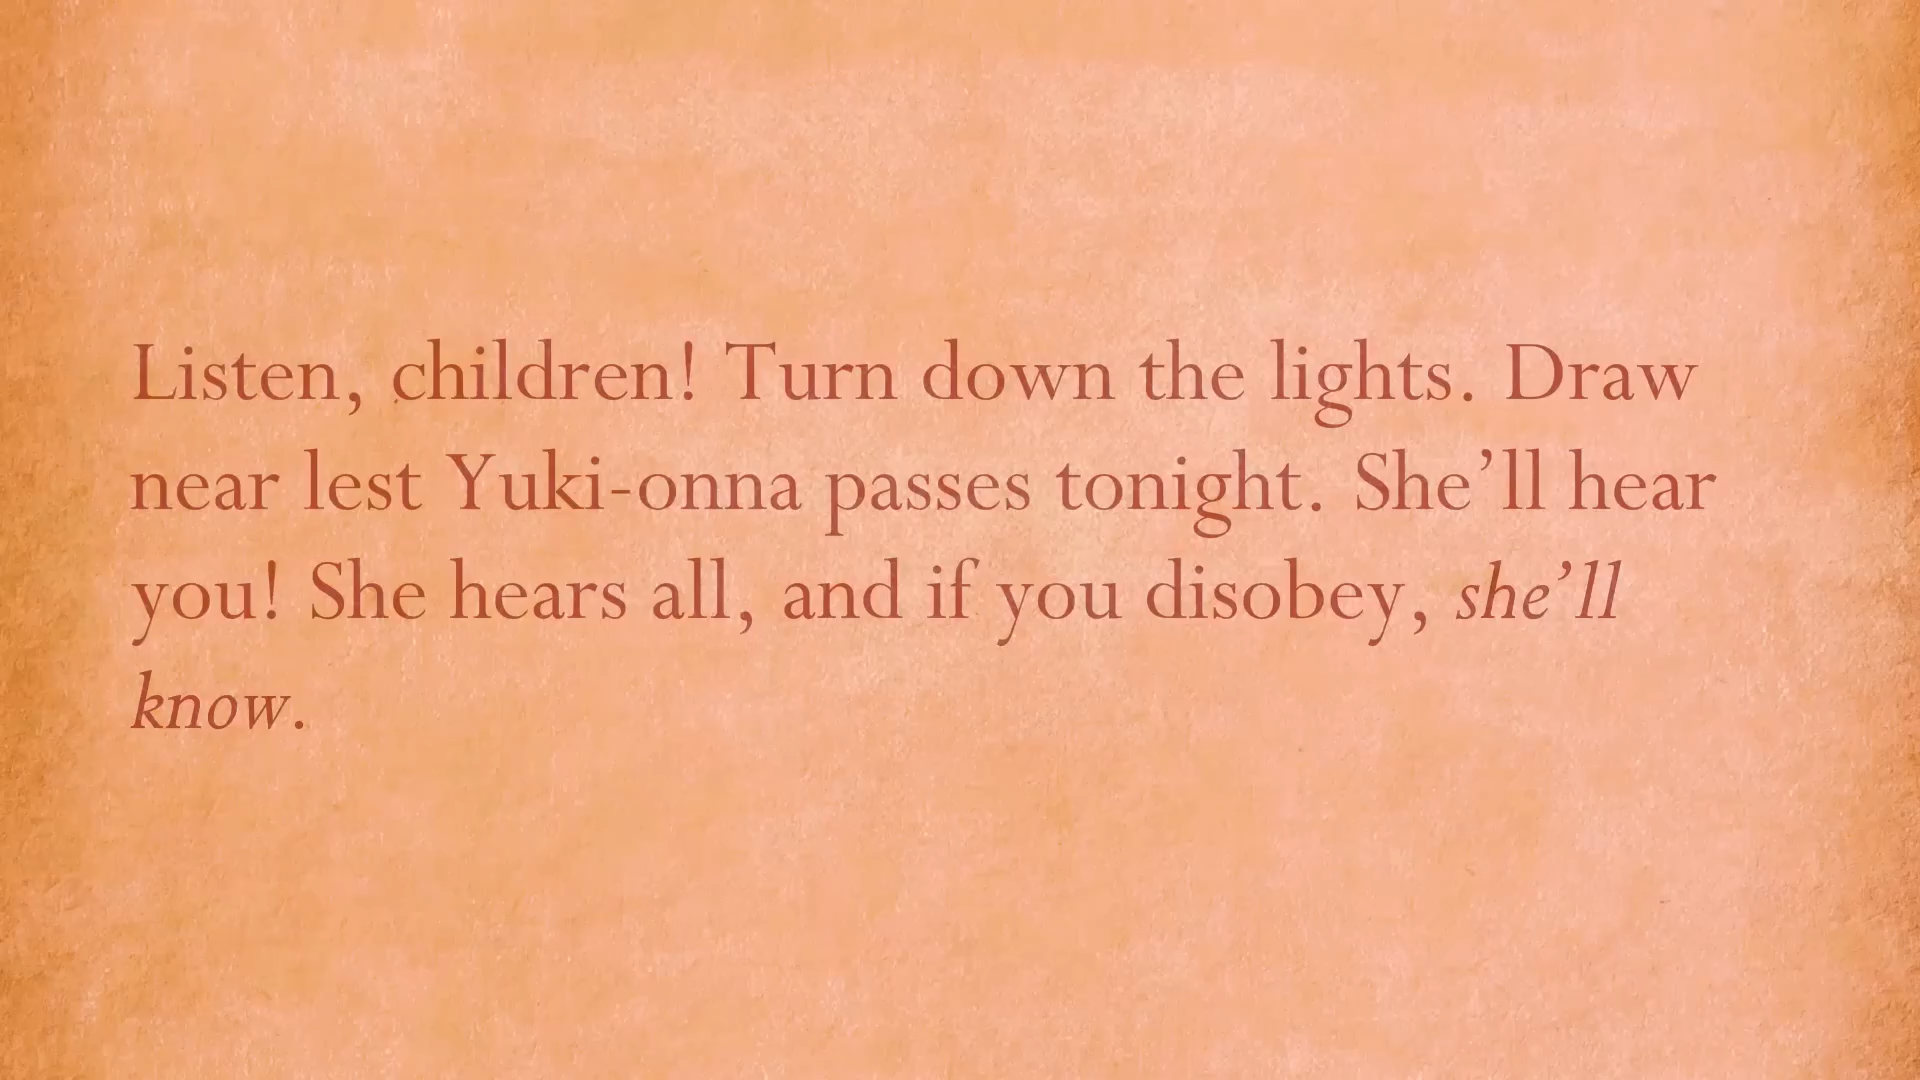 Listen, children! Turn down the lights. Draw
near lest Yuki-onna passes tonight. She’ll hear
you! She hears all, and if you disobey, she’ll
know.